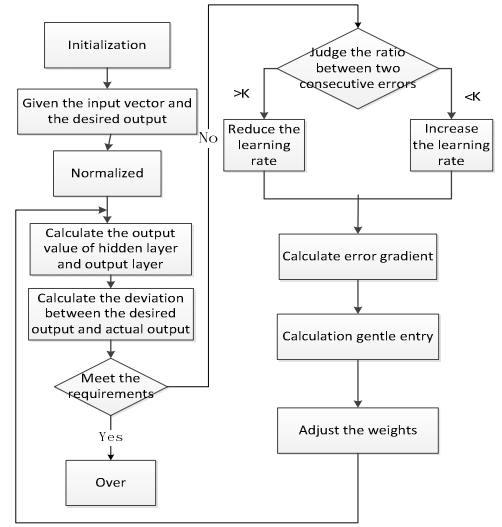 Initialization
Given the input vector and
the desired output
Normalized
Calculate the output
value of hidden layer
and output layer
Calculate the deviation
between the desired
output and actual output
Meet the
requirements
Yes
Over
No
Judge the ratio
between two
consecutive errors
>K
<K
Reduce the
learning
rate
Increase
the learning
rate
Calculate error gradient
Calculation gentle entry
Adjust the weights